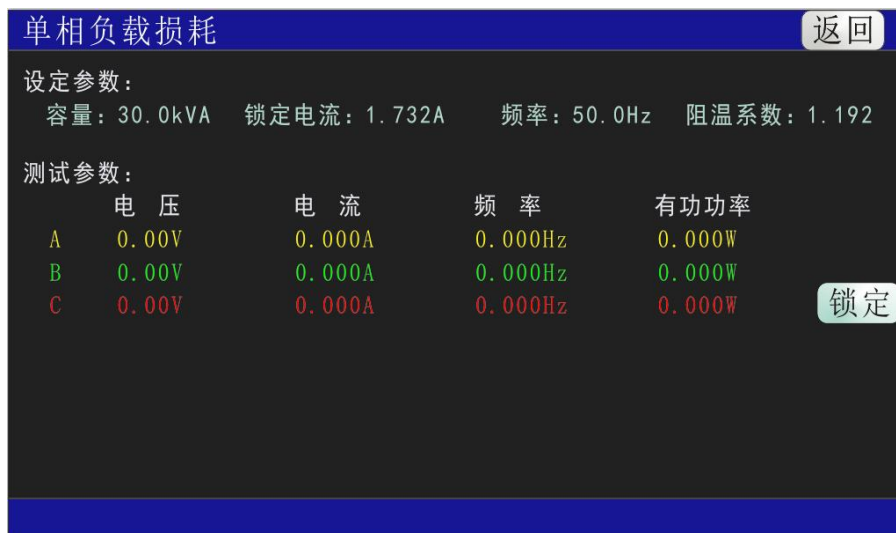 单相负载损耗 返回
设定参数：
容量：30.0kVA 锁定电流：1.732A 频率：50.0Hz 阻温系数：1.192
测试参数：
电 压 电 流 频 率 有功功率
A 0.00V 0.000A 0.000Hz 0.000W
B 0.00V 0.000A 0.000Hz 0.000W
C 0.00V 0.000A 0.000Hz 0.000W
锁定